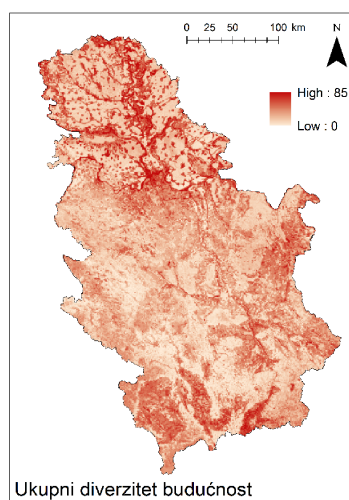 0 25 50 100 km
N
High : 85
Low : 0
Ukupni diverzitet budućnost